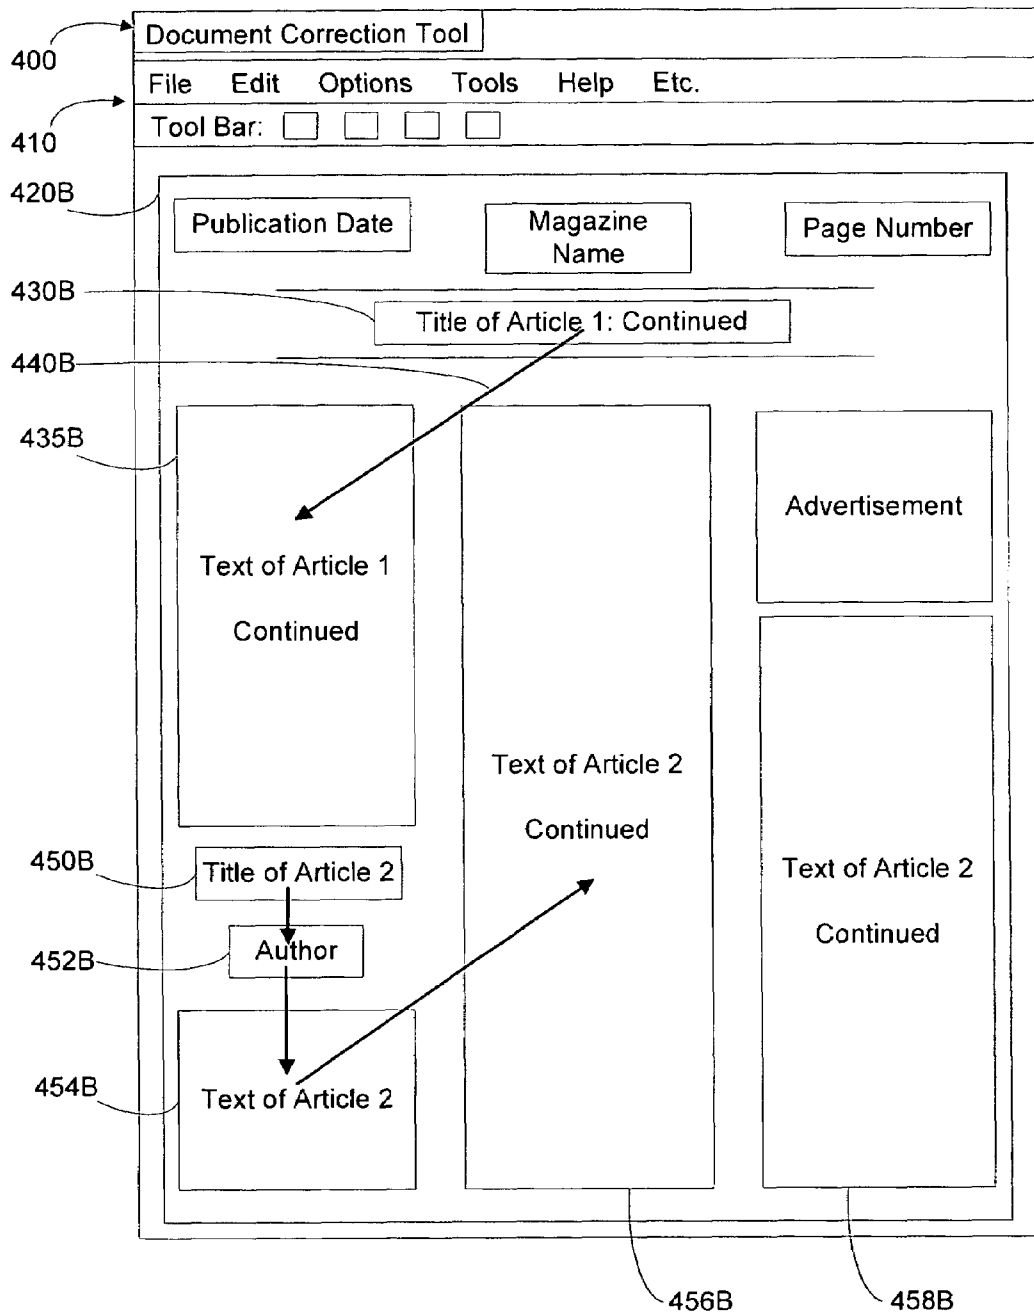 400
Document Correction Tool
File Edit Options Tools Help Etc.
410
Tool Bar:
420B
Publication Date
Magazine
Name
Page Number
430B
Title of Article 1: Continued
440B
435B
Text of Article 1
Continued
Advertisement
Text of Article 2
Continued
450B
Title of Article 2
452B
Author
454B
Text of Article 2
Text of Article 2
Continued
456B
458B